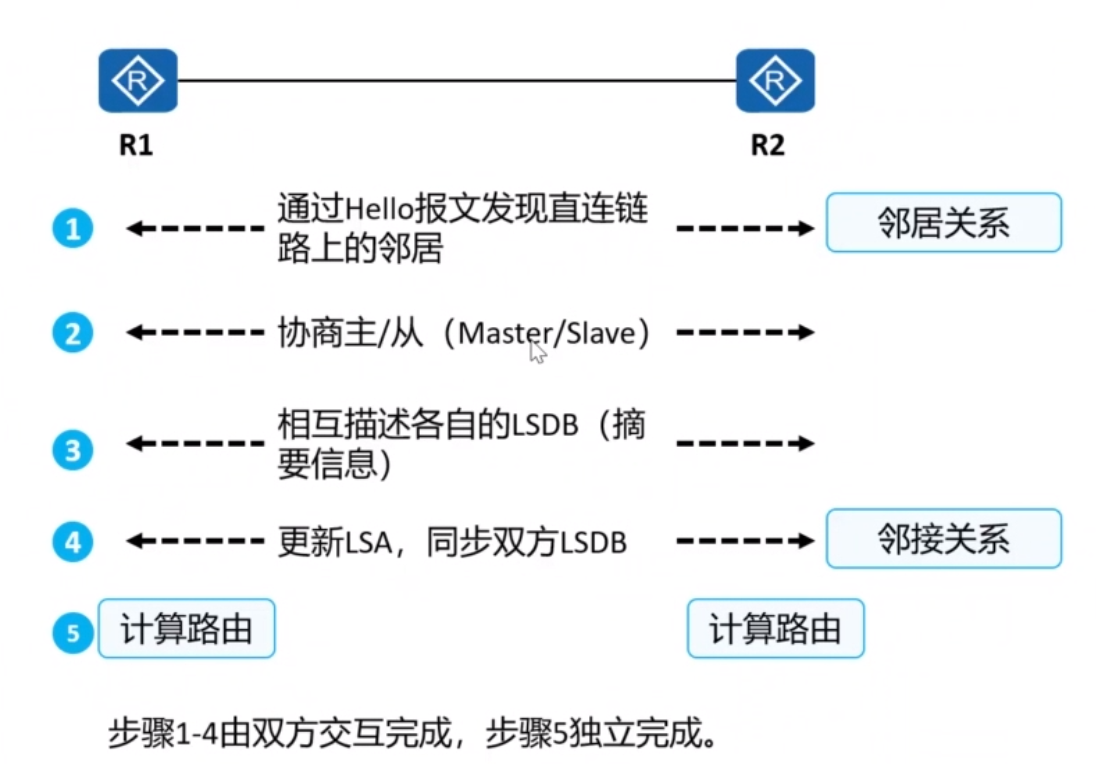 R
R
R1
R2
1
通过Hello报文发现直连链
路上的邻居
邻居关系
2
协商主/从（Master/Slave）
3
相互描述各自的LSDB（摘
要信息）
4
更新LSA，同步双方LSDB
邻接关系
5
计算路由
计算路由
步骤1-4由双方交互完成，步骤5独立完成。